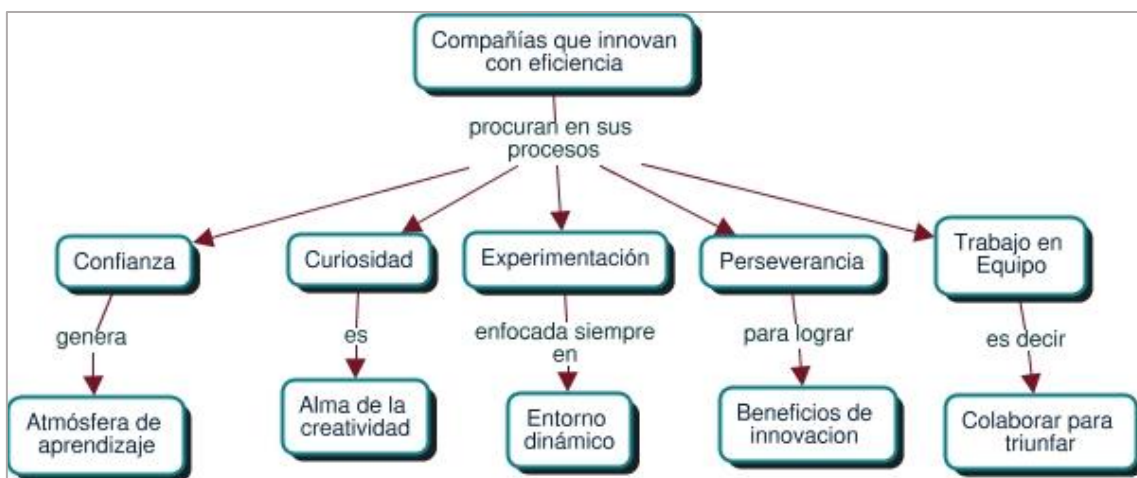 Compañías que innovan
con eficiencia
procuran en sus
procesos
Confianza
Curiosidad
Experimentación
Perseverancia
Trabajo en
Equipo
genera
es
enfocada siempre
en
para lograr
es decir
Atmósfera de
aprendizaje
Alma de la
creatividad
Entorno
dinámico
Beneficios de
innovacion
Colaborar para
triunfar